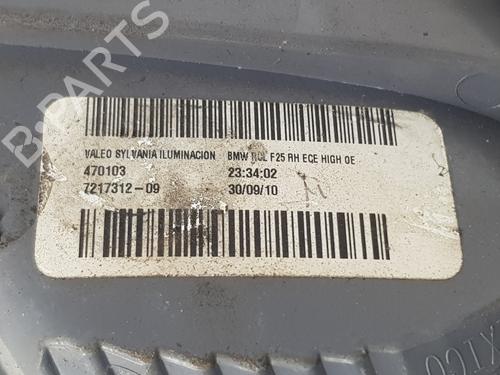 VALEO SYLVANIA ILUMINACION BMW RCL F25 RH ECE HIGH OE
470103 23:34:02
7217312-09 30/09/10
B-PARTS